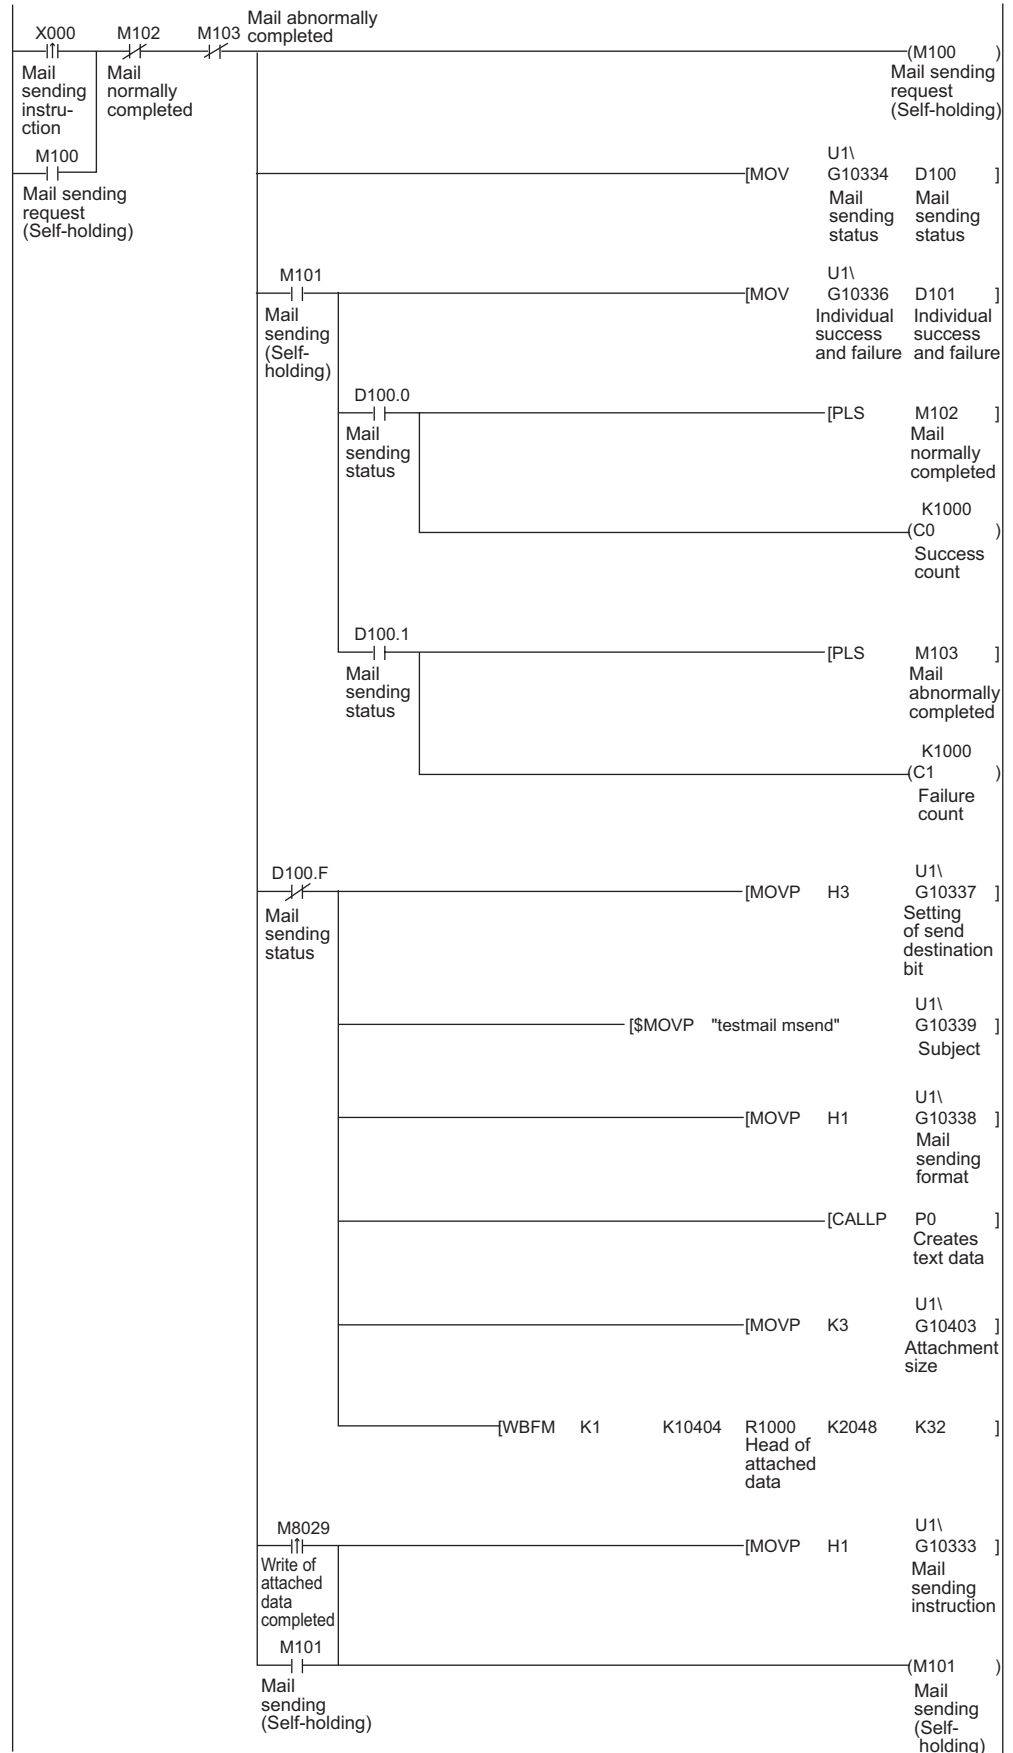 Mail abnormally
completed
X000
M102
M103
(M100 )
Mail
sending
instru-
ction
Mail
normally
completed
Mail sending
request
(Self-holding)
M100
Mail sending
request
(Self-holding)
[MOV U1\G10334 D100 ]
Mail
sending
status
Mail
sending
status
M101
Mail
sending
(Self-
holding)
[MOV U1\G10336 D101 ]
Individual
success
and failure
Individual
success
and failure
D100.0
Mail
sending
status
[PLS M102 ]
Mail
normally
completed
K1000
(C0 )
Success
count
D100.1
Mail
sending
status
[PLS M103 ]
Mail
abnormally
completed
K1000
(C1 )
Failure
count
D100.F
Mail
sending
status
U1\
[MOVP H3 G10337 ]
Setting
of send
destination
bit
U1\
[$MOVP "testmail msend" G10339 ]
Subject
U1\
[MOVP H1 G10338 ]
Mail
sending
format
[CALLP P0 ]
Creates
text data
U1\
[MOVP K3 G10403 ]
Attachment
size
[WBFM K1 K10404 R1000 K2048 K32 ]
Head of
attached
data
M8029
Write of
attached
data
completed
U1\
[MOVP H1 G10333 ]
Mail
sending
instruction
M101
Mail
sending
(Self-holding)
(M101 )
Mail
sending
(Self-
holding)